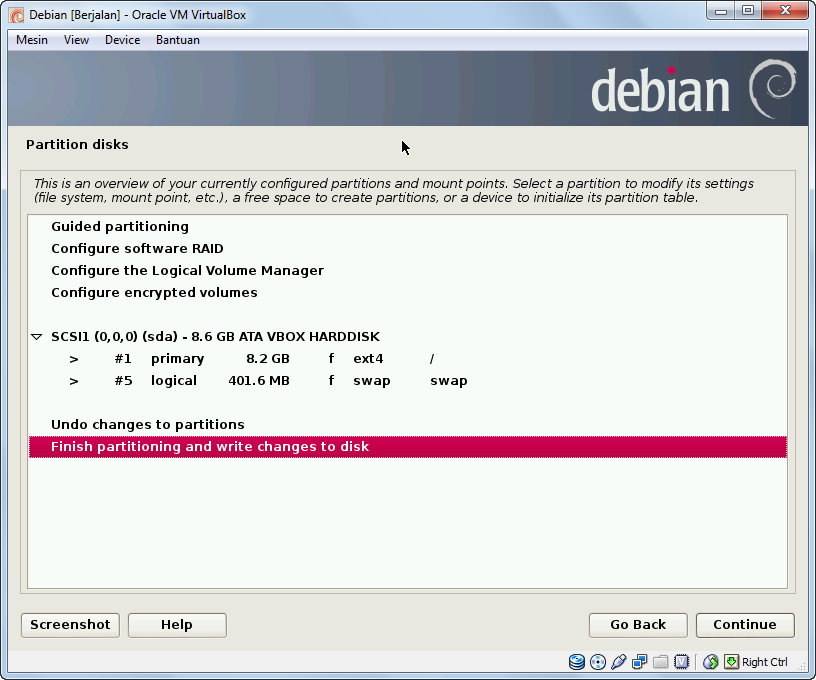 Debian [Berjalan] - Oracle VM VirtualBox
Mesin View Device Bantuan
debian
Partition disks
This is an overview of your currently configured partitions and mount points. Select a partition to modify its settings
(file system, mount point, etc.), a free space to create partitions, or a device to initialize its partition table.
Guided partitioning
Configure software RAID
Configure the Logical Volume Manager
Configure encrypted volumes
SCSI1 (0,0,0) (sda) - 8.6 GB ATA VBOX HARDDISK
> #1 primary 8.2 GB f ext4 /
> #5 logical 401.6 MB f swap swap
Undo changes to partitions
Finish partitioning and write changes to disk
Screenshot Help Go Back Continue
Right Ctrl